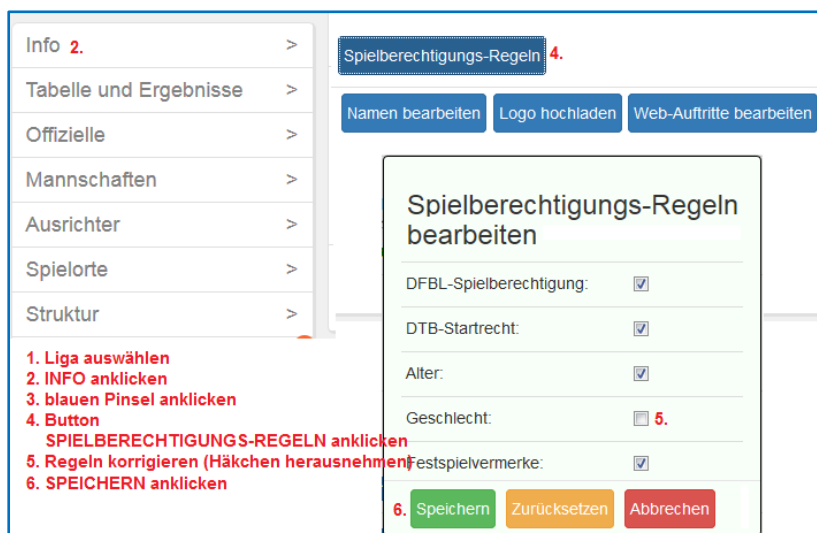 Info 2. >
Tabelle und Ergebnisse >
Offizielle >
Mannschaften >
Ausrichter >
Spielorte >
Struktur >
1. Liga auswählen
2. INFO anklicken
3. blauen Pinsel anklicken
4. Button
SPIELBERECHTIGUNGS-REGELN anklicken
5. Regeln korrigieren (Häkchen herausnehmen)
6. SPEICHERN anklicken
Spielberechtigungs-Regeln 4.
Namen bearbeiten Logo hochladen Web-Auftritte bearbeiten
Spielberechtigungs-Regeln
bearbeiten
DFBL-Spielberechtigung:
DTB-Startrecht:
Alter:
Geschlecht: 5.
Festspielvermerke:
6. Speichern Zurücksetzen Abbrechen